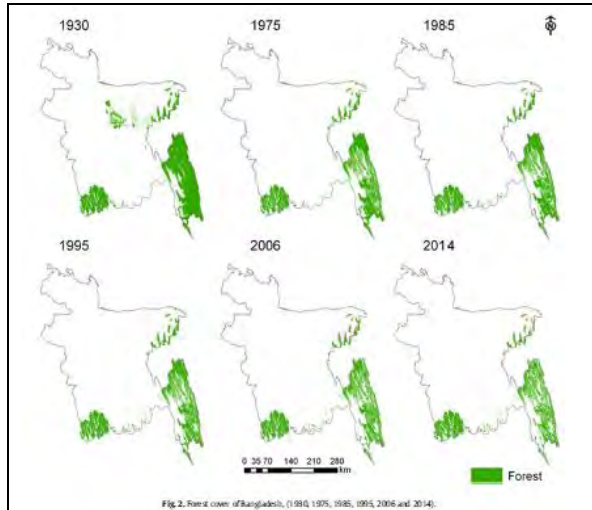 1930 1975 1985
N
1995 2006 2014
0 35 70 140 210 280
km
Forest
Fig. 2. Forest cover of Bangladesh, (1930, 1975, 1985, 1995, 2006 and 2014).